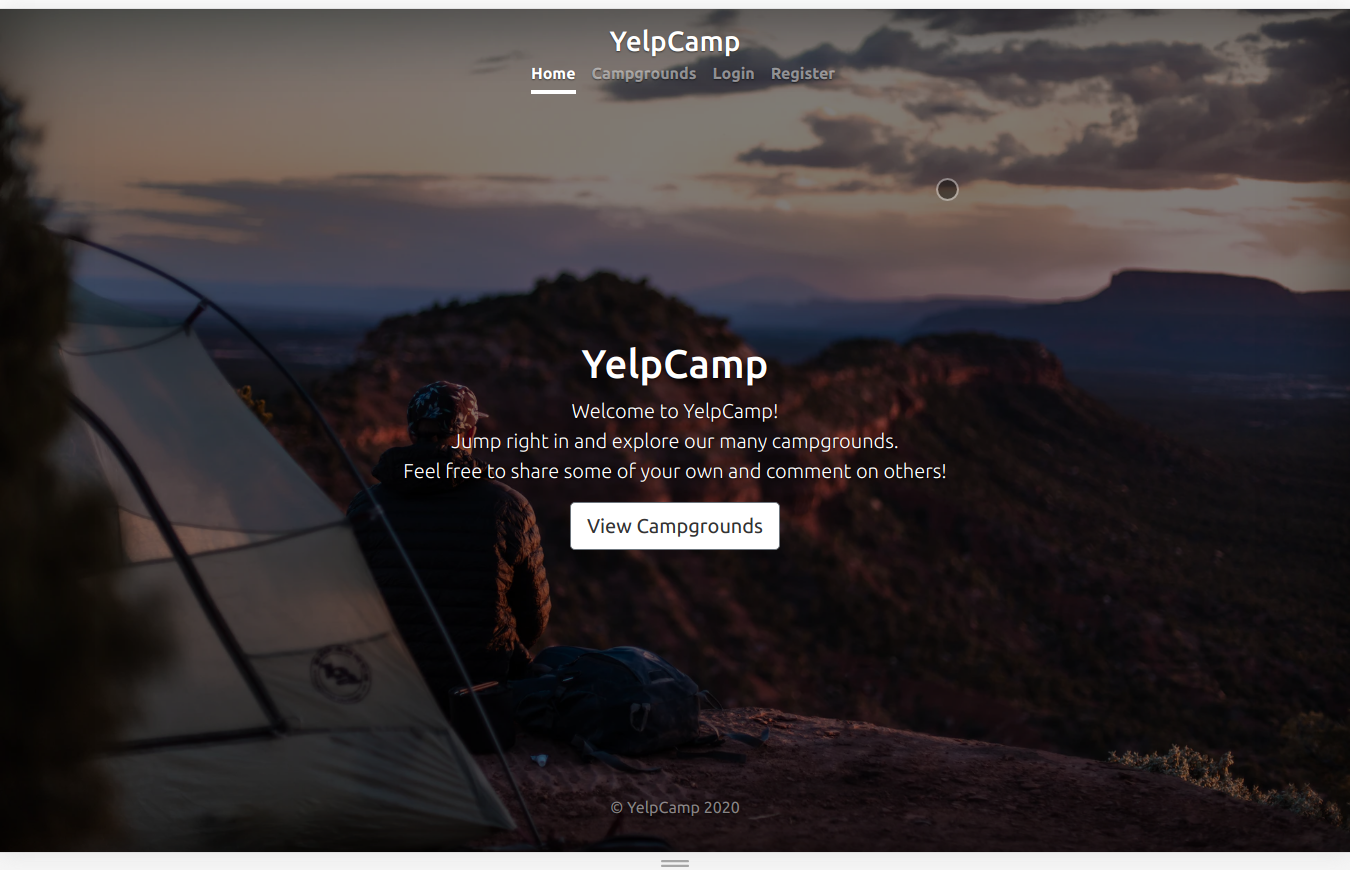 YelpCamp
Home Campgrounds Login Register
YelpCamp
Welcome to YelpCamp!
Jump right in and explore our many campgrounds.
Feel free to share some of your own and comment on others!
View Campgrounds
© YelpCamp 2020